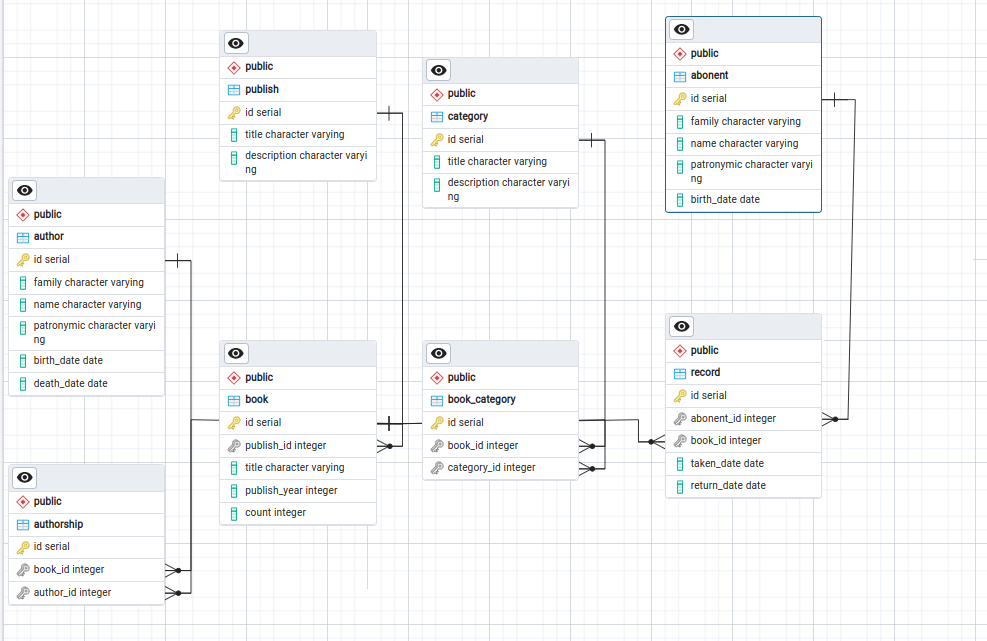 public
publish
id serial
title character varying
description character varyi
ng
public
category
id serial
title character varying
description character varyi
ng
public
abonent
id serial
family character varying
name character varying
patronymic character varyi
ng
birth_date date
public
author
id serial
family character varying
name character varying
patronymic character varyi
ng
birth_date date
death_date date
public
book
id serial
publish_id integer
title character varying
publish_year integer
count integer
public
book_category
id serial
book_id integer
category_id integer
public
record
id serial
abonent_id integer
book_id integer
taken_date date
return_date date
public
authorship
id serial
book_id integer
author_id integer